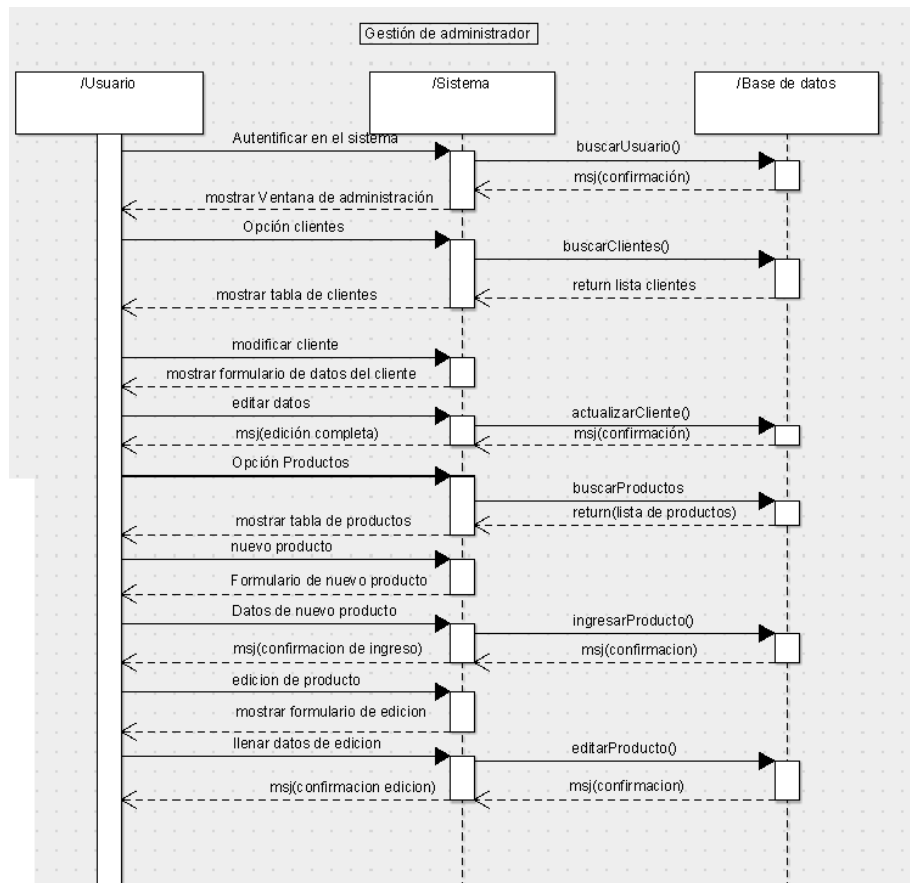 Gestión de administrador
/Usuario
/Sistema
/Base de datos
Autentificar en el sistema
buscarUsuario()
msj(confirmación)
mostrar Ventana de administración
Opción clientes
buscarClientes()
return lista clientes
mostrar tabla de clientes
modificar cliente
mostrar formulario de datos del cliente
editar datos
actualizarCliente()
msj(edición completa)
msj(confirmación)
Opción Productos
buscarProductos
return(lista de productos)
mostrar tabla de productos
nuevo producto
Formulario de nuevo producto
Datos de nuevo producto
ingresarProducto()
msj(confirmacion de ingreso)
msj(confirmacion)
edicion de producto
mostrar formulario de edicion
llenar datos de edicion
editarProducto()
msj(confirmacion edicion)
msj(confirmacion)